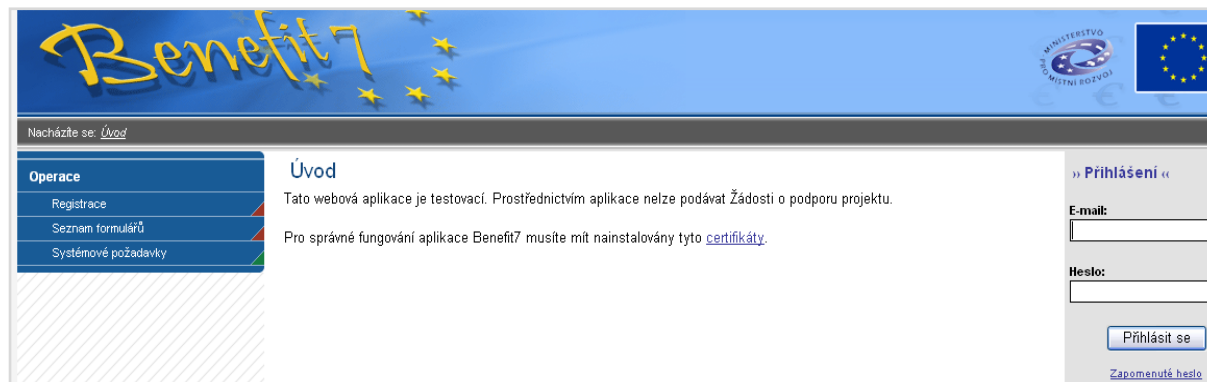 Benefit7
MINISTERSTVO
PRO MÍSTNÍ ROZVOJ
Nacházíte se: Úvod
Operace
Registrace
Seznam formulářů
Systémové požadavky
Úvod
Tato webová aplikace je testovací. Prostřednictvím aplikace nelze podávat Žádosti o podporu projektu.
Pro správné fungování aplikace Benefit7 musíte mít nainstalovány tyto certifikáty.
›› Přihlášení ‹‹
E-mail:
Heslo:
Přihlásit se
Zapomenuté heslo